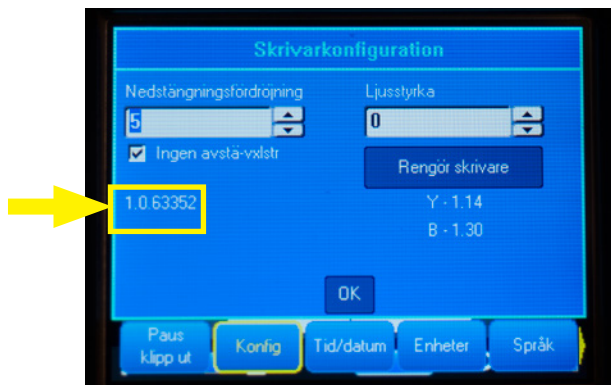 Skrivarkonfiguration
Nedstängningsfördröjning
Ljusstyrka
5
0
Ingen avstä-vxlstr
Rengör skrivare
1.0.63352
Y - 1.14
B - 1.30
OK
Paus
klipp ut
Konfig
Tid/datum
Enheter
Språk